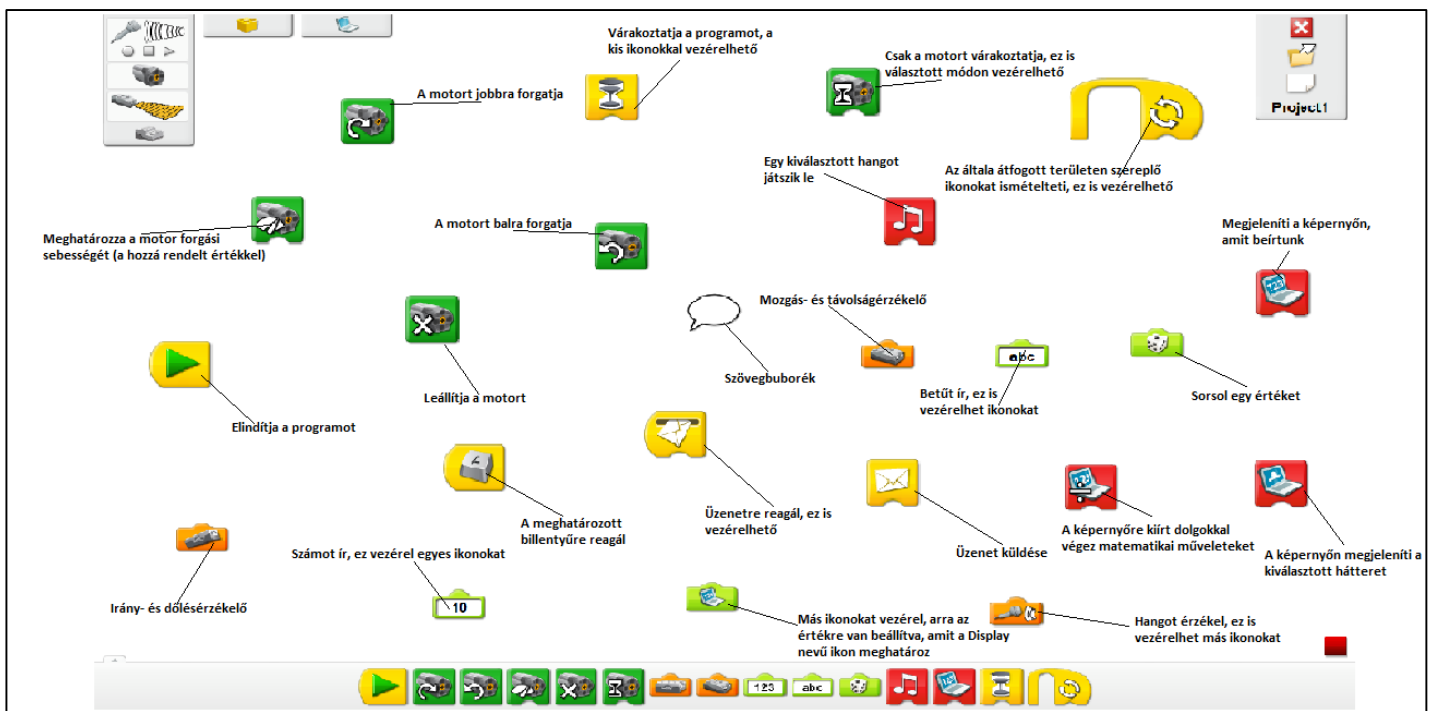 Várakoztatja a programot, a
kis ikonokkal vezérelhető
Csak a motort várakoztatja, ez is
választott módon vezérelhető
A motort jobbra forgatja
Project1
Egy kiválasztott hangot
játszik le
Az általa átfogott területen szereplő
ikonokat ismételteti, ez is vezérelhető
Meghatározza a motor forgási
sebességét (a hozzá rendelt értékkel)
A motort balra forgatja
Megjeleníti a képernyőn,
amit beírtunk
123
Mozgás- és távolságérzékelő
abc
Szövegbuborék
Leállítja a motort
Betűt ír, ez is
vezérelhet ikonokat
Sorsol egy értéket
Elindítja a programot
A meghatározott
billentyűre reagál
Üzenetre reagál, ez is
vezérelhető
Üzenet küldése
A képernyőre kiírt dolgokkal
végez matematikai műveleteket
A képernyőn megjeleníti a
kiválasztott hátteret
Számot ír, ez vezérel egyes ikonokat
10
Irány- és dőlésérzékelő
Más ikonokat vezérel, arra az
értékre van beállítva, amit a Display
nevű ikon meghatároz
Hangot érzékel, ez is
vezérelhet más ikonokat
123
abc